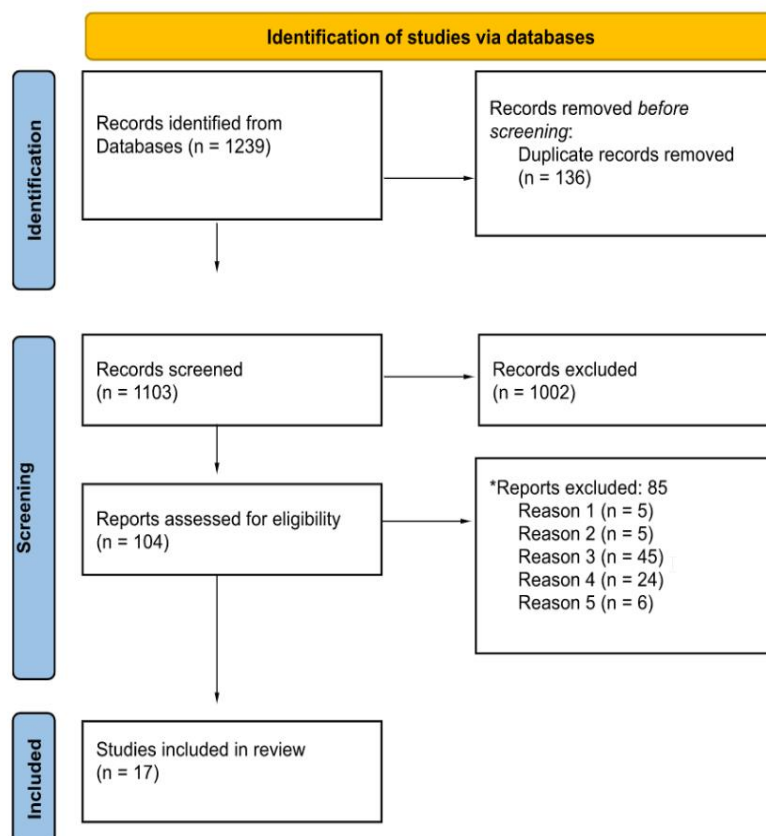 Identification of studies via databases
Identification
Records identified from
Databases (n = 1239)
Records removed before
screening:
Duplicate records removed
(n = 136)
Screening
Records screened
(n = 1103)
Records excluded
(n = 1002)
Reports assessed for eligibility
(n = 104)
*Reports excluded: 85
Reason 1 (n = 5)
Reason 2 (n = 5)
Reason 3 (n = 45)
Reason 4 (n = 24)
Reason 5 (n = 6)
Included
Studies included in review
(n = 17)